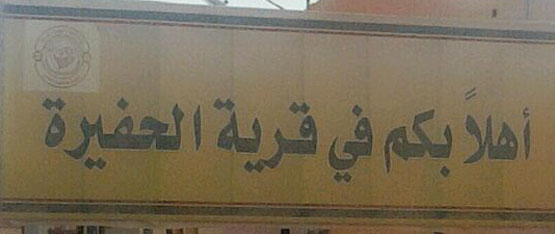 أهلاً بكم في قرية الحفيرة